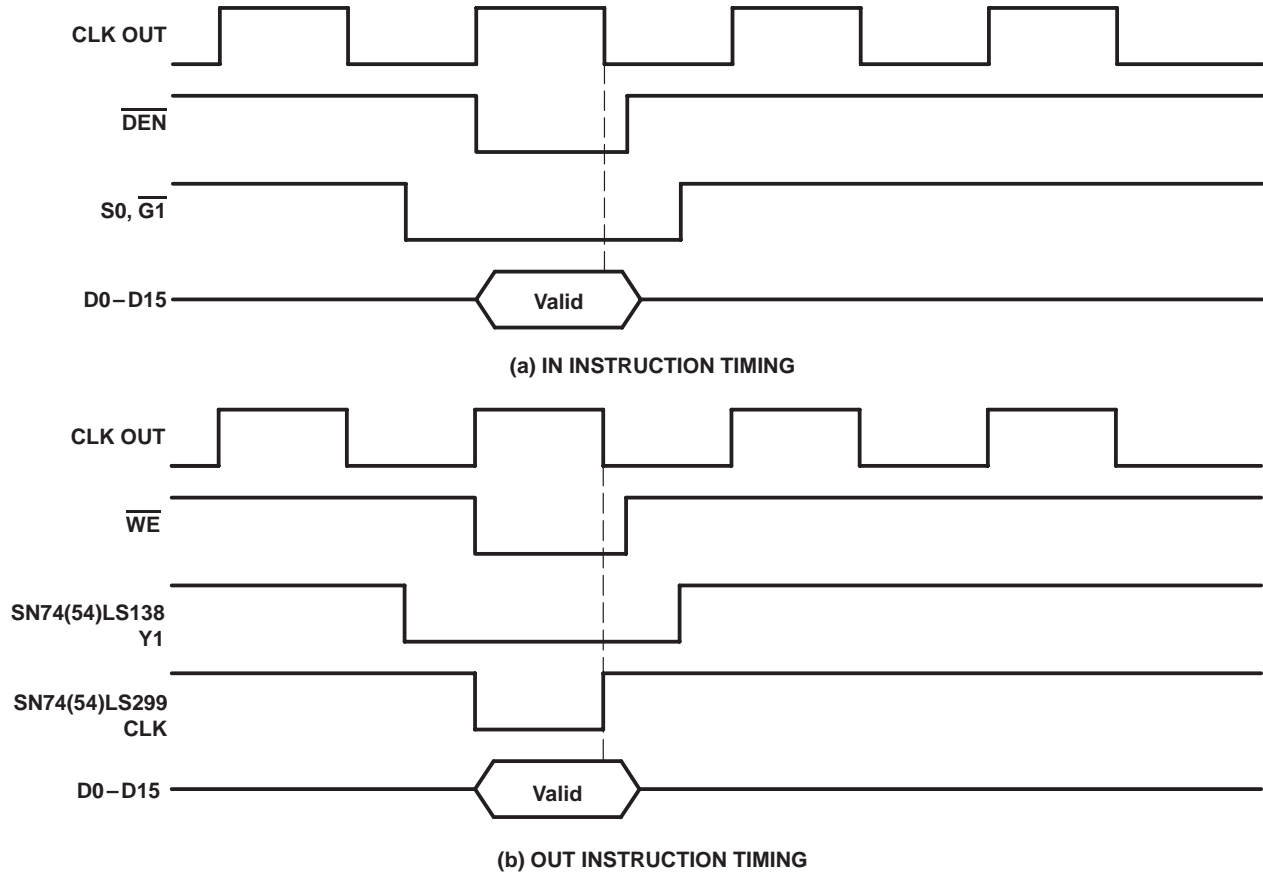 CLK OUT
DEN
S0, G1
D0–D15
Valid
(a) IN INSTRUCTION TIMING
CLK OUT
WE
SN74(54)LS138
Y1
SN74(54)LS299
CLK
D0–D15
Valid
(b) OUT INSTRUCTION TIMING